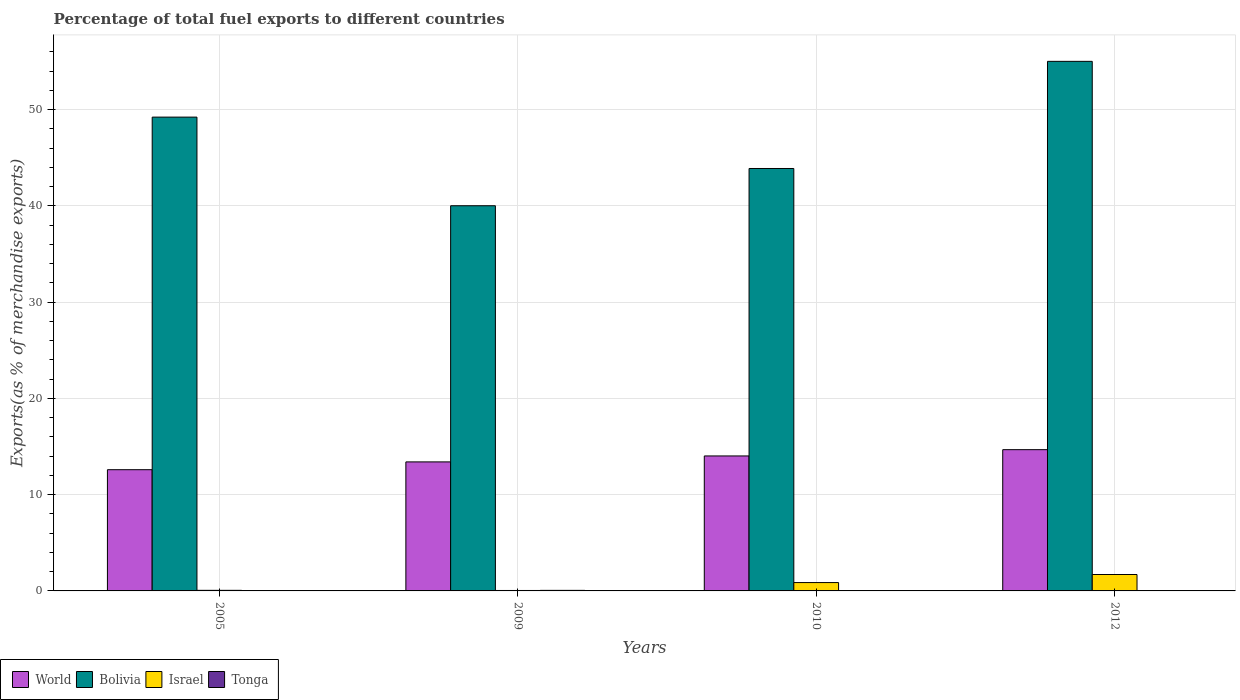 Percentage of total fuel exports to different countries
Exports(as % of merchandise exports)
50
40
30
20
10
0
2005
2009
2010
2012
Years
World
Bolivia
Israel
Tonga